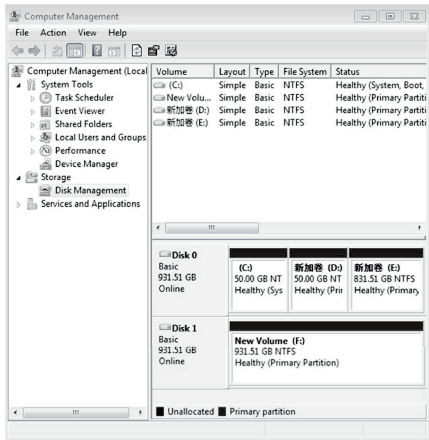 Computer Management
File Action View Help
Computer Management (Local
System Tools
Task Scheduler
Event Viewer
Shared Folders
Local Users and Groups
Performance
Device Manager
Storage
Disk Management
Services and Applications
Volume Layout Type File System Status
(C:) Simple Basic NTFS Healthy (System, Boot,
New Volu... Simple Basic NTFS Healthy (Primary Partiti
新加卷 (D:) Simple Basic NTFS Healthy (Primary Partiti
新加卷 (E:) Simple Basic NTFS Healthy (Primary Partiti
Disk 0
Basic
931.51 GB
Online
(C:)
50.00 GB NT
Healthy (Sys
新加卷 (D:)
50.00 GB NT
Healthy (Prir
新加卷 (E:)
831.51 GB NTFS
Healthy (Primary
Disk 1
Basic
931.51 GB
Online
New Volume (F:)
931.51 GB NTFS
Healthy (Primary Partition)
Unallocated Primary partition